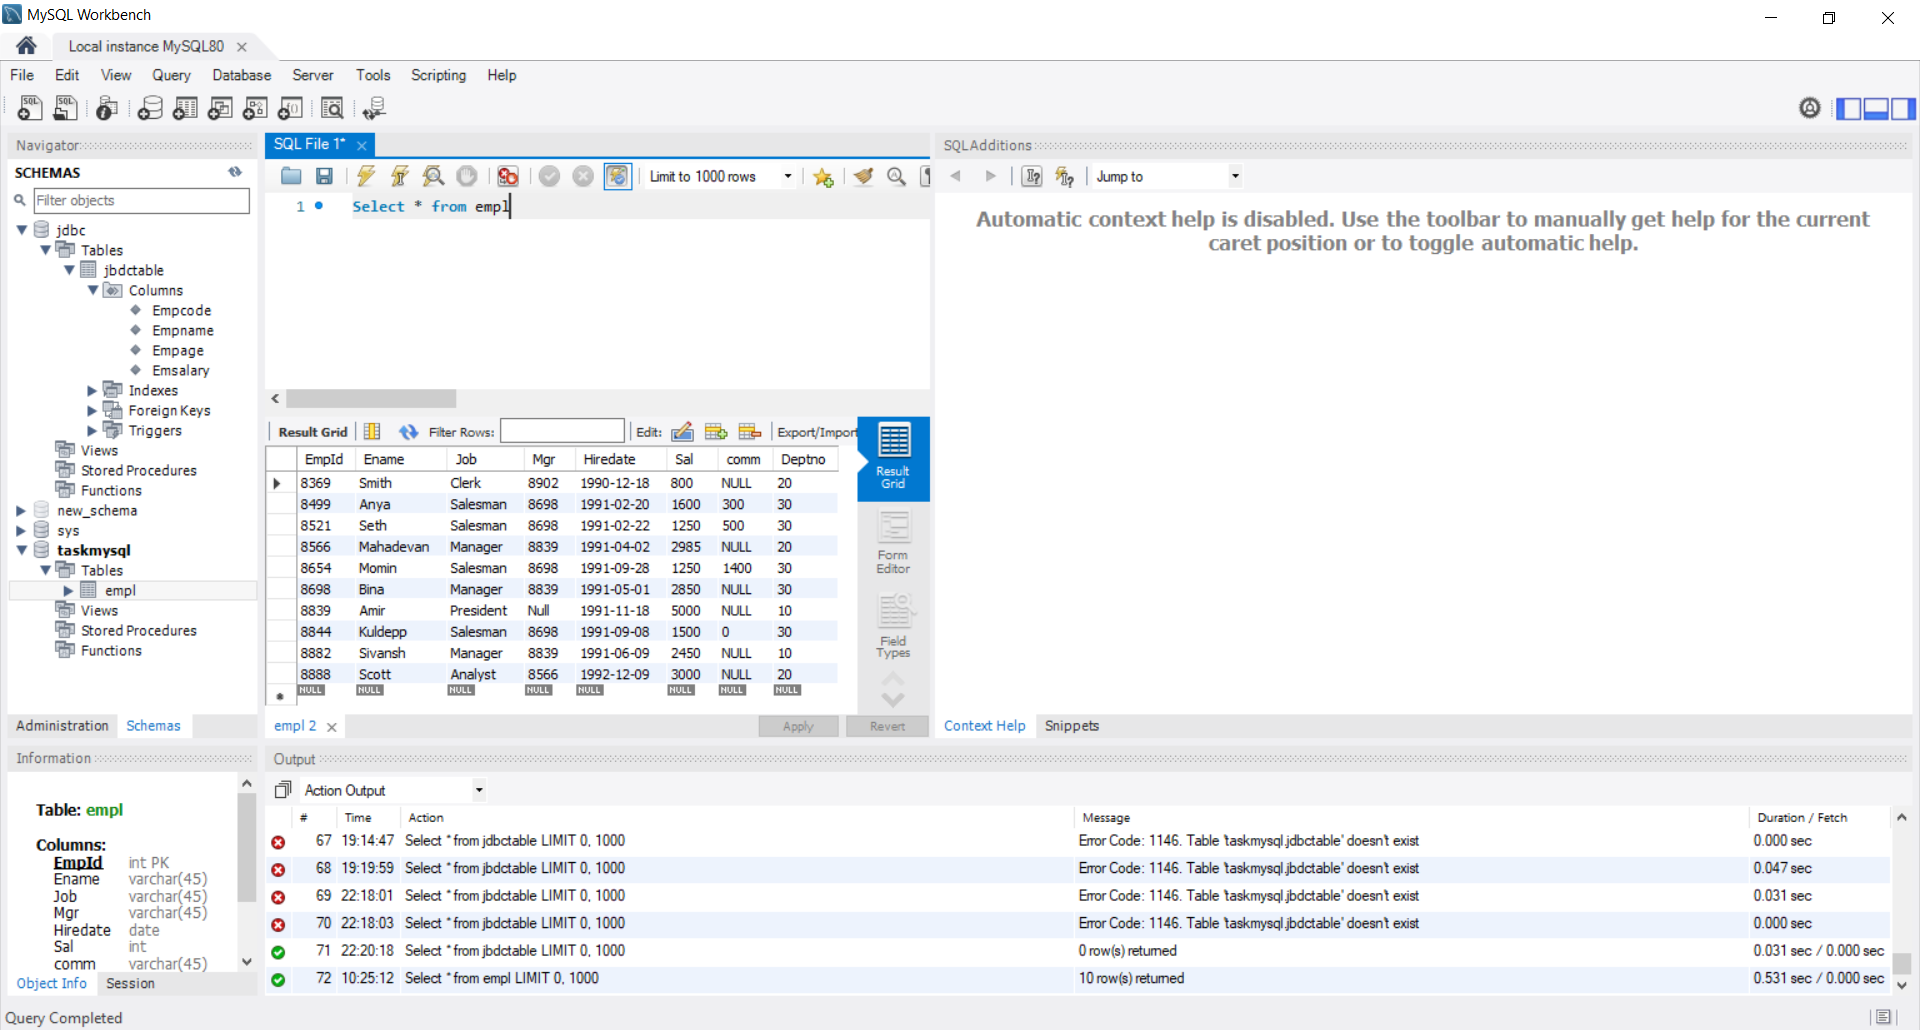 MySQL Workbench
Local instance MySQL80
File Edit View Query Database Server Tools Scripting Help
Navigator
SCHEMAS
Filter objects
jdbc
Tables
jbdctable
Columns
Empcode
Empname
Empage
Emsalary
Indexes
Foreign Keys
Triggers
Views
Stored Procedures
Functions
new_schema
sys
taskmysql
Tables
empl
Views
Stored Procedures
Functions
Administration Schemas
Information
Table: empl
Columns:
EmpId int PK
Ename varchar(45)
Job varchar(45)
Mgr varchar(45)
Hiredate date
Sal int
comm varchar(45)
Object Info Session
SQL File 1*
Limit to 1000 rows
1 Select * from empl
Result Grid Filter Rows: Edit: Export/Import
EmpId Ename Job Mgr Hiredate Sal comm Deptno
8369 Smith Clerk 8902 1990-12-18 800 NULL 20
8499 Anya Salesman 8698 1991-02-20 1600 300 30
8521 Seth Salesman 8698 1991-02-22 1250 500 30
8566 Mahadevan Manager 8839 1991-04-02 2985 NULL 20
8654 Momin Salesman 8698 1991-09-28 1250 1400 30
8698 Bina Manager 8839 1991-05-01 2850 NULL 30
8839 Amir President Null 1991-11-18 5000 NULL 10
8844 Kuldepp Salesman 8698 1991-09-08 1500 0 30
8882 Sivansh Manager 8839 1991-06-09 2450 NULL 10
8888 Scott Analyst 8566 1992-12-09 3000 NULL 20
NULL NULL NULL NULL NULL NULL NULL NULL
Result
Grid
Form
Editor
Field
Types
empl 2 Apply Revert
SQLAdditions
Jump to
Automatic context help is disabled. Use the toolbar to manually get help for the current
caret position or to toggle automatic help.
Context Help Snippets
Output
Action Output
# Time Action Message Duration / Fetch
67 19:14:47 Select * from jdbctable LIMIT 0, 1000 Error Code: 1146. Table 'taskmysql.jdbctable' doesn't exist 0.000 sec
68 19:19:59 Select * from jbdctable LIMIT 0, 1000 Error Code: 1146. Table 'taskmysql.jbdctable' doesn't exist 0.047 sec
69 22:18:01 Select * from jbdctable LIMIT 0, 1000 Error Code: 1146. Table 'taskmysql.jbdctable' doesn't exist 0.031 sec
70 22:18:03 Select * from jbdctable LIMIT 0, 1000 Error Code: 1146. Table 'taskmysql.jbdctable' doesn't exist 0.000 sec
71 22:20:18 Select * from jbdctable LIMIT 0, 1000 0 row(s) returned 0.031 sec / 0.000 sec
72 10:25:12 Select * from empl LIMIT 0, 1000 10 row(s) returned 0.531 sec / 0.000 sec
Query Completed